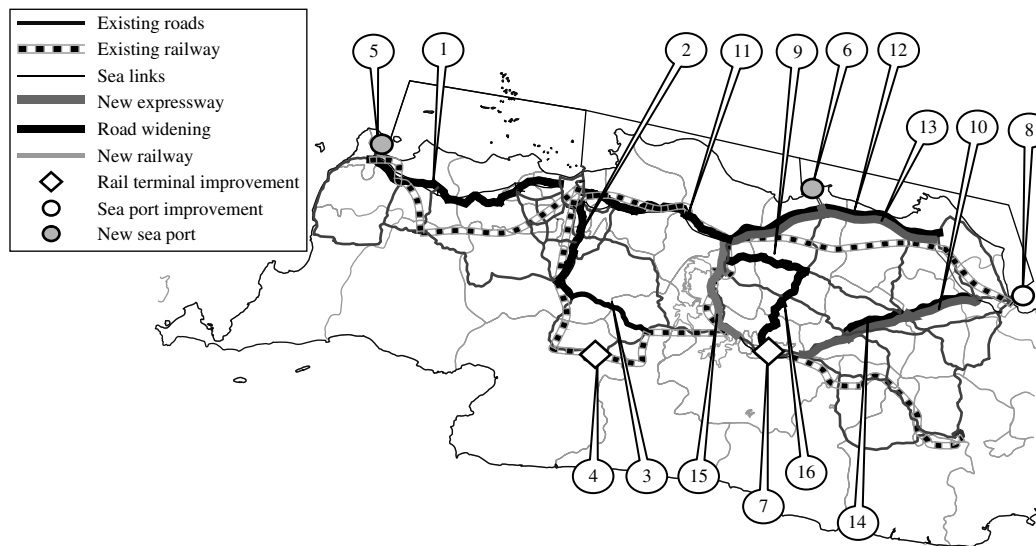 Existing roads
Existing railway
Sea links
New expressway
Road widening
New railway
Rail terminal improvement
Sea port improvement
New sea port
5
1
2
11
9
6
12
13
10
8
4
3
15
7
16
14